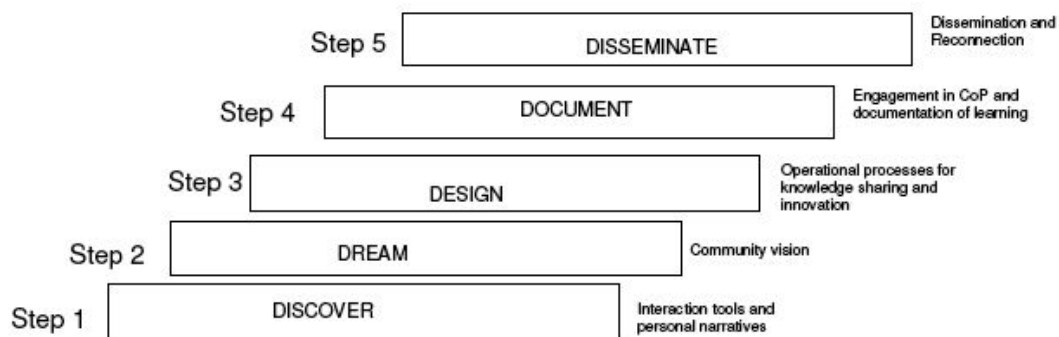 Step 5
DISSEMINATE
Dissemination and
Reconnection
Step 4
DOCUMENT
Engagement in CoP and
documentation of learning
Step 3
DESIGN
Operational processes for
knowledge sharing and
innovation
Step 2
DREAM
Community vision
Step 1
DISCOVER
Interaction tools and
personal narratives